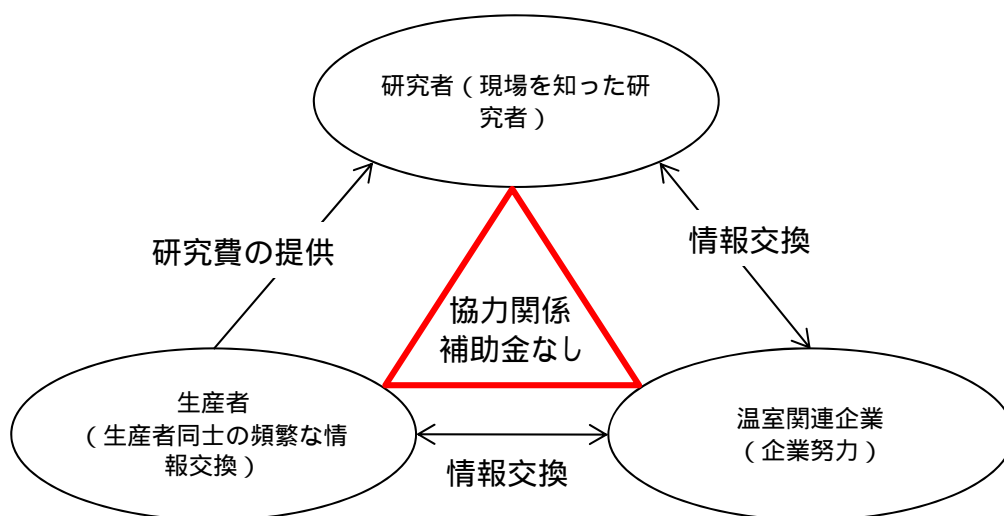 研究者（現場を知った研
究者）
研究費の提供
情報交換
協力関係
補助金なし
生産者
（生産者同士の頻繁な情
報交換）
情報交換
温室関連企業
（企業努力）